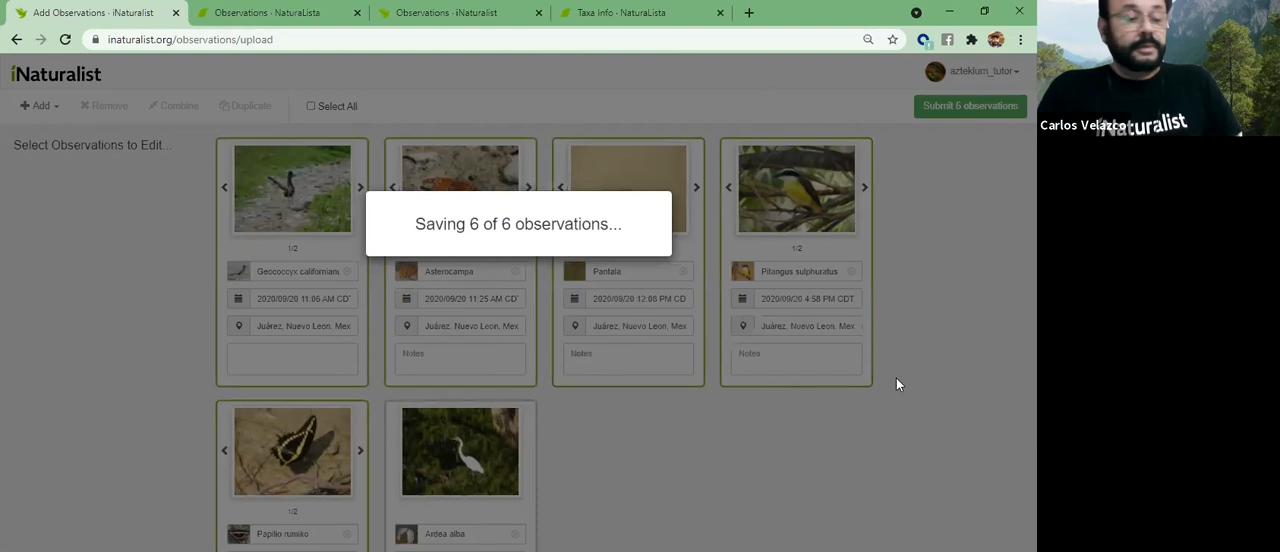 Add Observations · iNaturalist
Observations · NaturaLista
Observations · iNaturalist
Taxa Info · NaturaLista
inaturalist.org/observations/upload
iNaturalist
aztekium_tutor
Add
Remove
Combine
Duplicate
Select All
Submit 6 observations
Select Observations to Edit...
Saving 6 of 6 observations...
1/2
1/2
Geococcyx californian
Asterocampa
Pantala
Pitangus sulphuratus
2020/09/20 11:06 AM CDT
2020/09/20 11:25 AM CD
2020/09/20 12:08 PM CD
2020/09/20 4:58 PM CDT
Juárez, Nuevo Leon, Mex
Juárez, Nuevo Leon, Mex
Juárez, Nuevo Leon, Mex
Juárez, Nuevo Leon, Mex
Notes
Notes
Notes
1/2
Papilio rumiko
Ardea alba
Carlos Velazco
iNaturalist